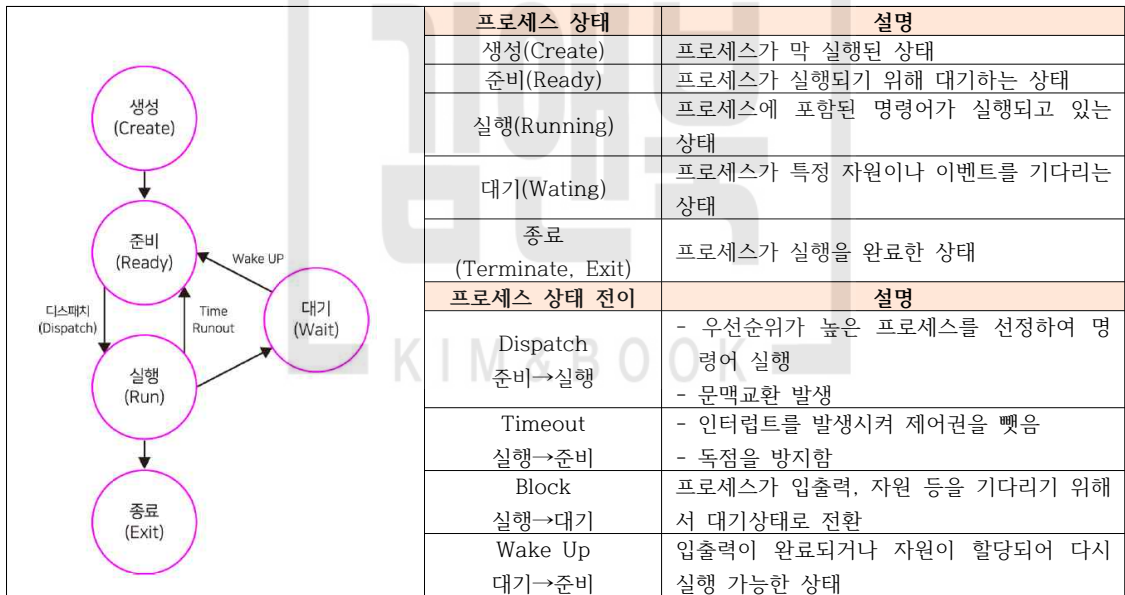 생성
(Create)
준비
(Ready)
Wake UP
디스패치
(Dispatch)
Time
Runout
대기
(Wait)
실행
(Run)
종료
(Exit)
프로세스 상태 설명
생성(Create) 프로세스가 막 실행된 상태
준비(Ready) 프로세스가 실행되기 위해 대기하는 상태
실행(Running) 프로세스에 포함된 명령어가 실행되고 있는
상태
대기(Wating) 프로세스가 특정 자원이나 이벤트를 기다리는
상태
종료
(Terminate, Exit) 프로세스가 실행을 완료한 상태
프로세스 상태 전이 설명
Dispatch
준비→실행
- 우선순위가 높은 프로세스를 선정하여 명
령어 실행
- 문맥교환 발생
Timeout
실행→준비
- 인터럽트를 발생시켜 제어권을 뺏음
- 독점을 방지함
Block
실행→대기
프로세스가 입출력, 자원 등을 기다리기 위해
서 대기상태로 전환
Wake Up
대기→준비
입출력이 완료되거나 자원이 할당되어 다시
실행 가능한 상태
김앤북
KIM&BOOK